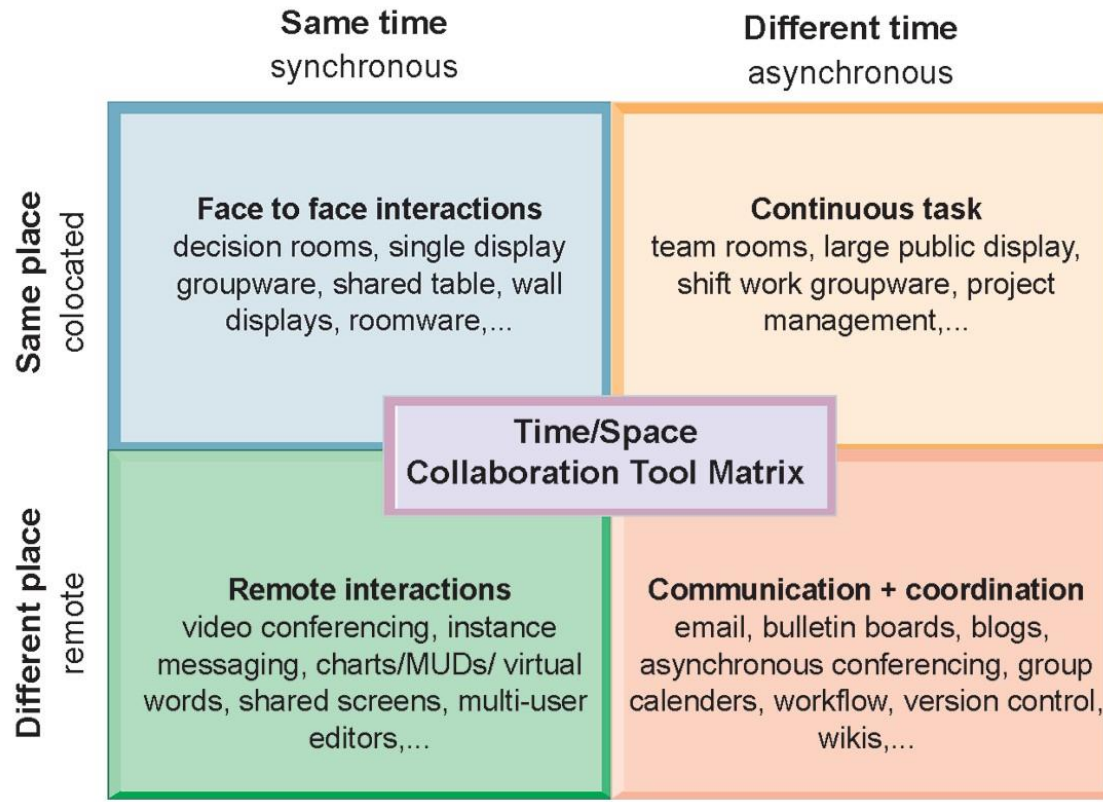 Same time
synchronous
Different time
asynchronous
Same place
colocated
Face to face interactions
decision rooms, single display
groupware, shared table, wall
displays, roomware,...
Continuous task
team rooms, large public display,
shift work groupware, project
management,...
Time/Space
Collaboration Tool Matrix
Different place
remote
Remote interactions
video conferencing, instance
messaging, charts/MUDs/ virtual
words, shared screens, multi-user
editors,...
Communication + coordination
email, bulletin boards, blogs,
asynchronous conferencing, group
calenders, workflow, version control,
wikis,...